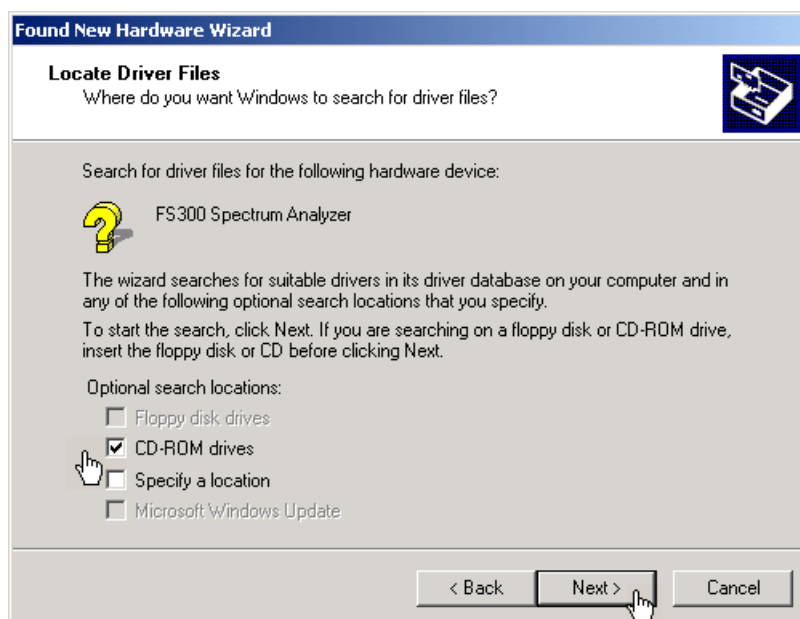 Found New Hardware Wizard
Locate Driver Files
Where do you want Windows to search for driver files?
Search for driver files for the following hardware device:
FS300 Spectrum Analyzer
The wizard searches for suitable drivers in its driver database on your computer and in
any of the following optional search locations that you specify.
To start the search, click Next. If you are searching on a floppy disk or CD-ROM drive,
insert the floppy disk or CD before clicking Next.
Optional search locations:
Floppy disk drives
CD-ROM drives
Specify a location
Microsoft Windows Update
< Back
Next >
Cancel